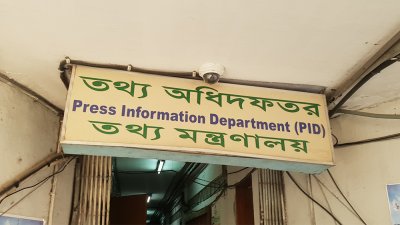 তথ্য অধিদফতর
Press Information Department (PID)
তথ্য মন্ত্রণালয়